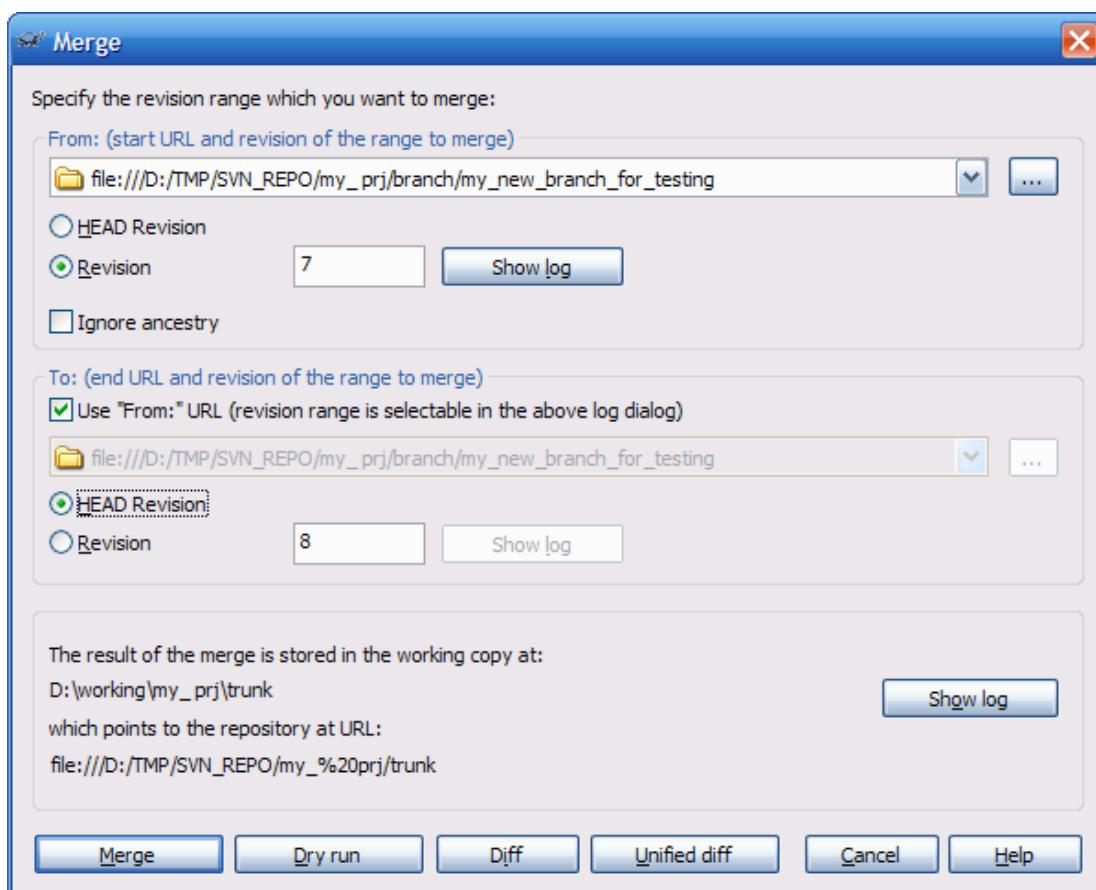 Merge
Specify the revision range which you want to merge:
From: (start URL and revision of the range to merge)
file:///D:/TMP/SVN_REPO/my_ prj/branch/my_new_branch_for_testing
...
HEAD Revision
Revision 7 Show log
Ignore ancestry
To: (end URL and revision of the range to merge)
Use "From:" URL (revision range is selectable in the above log dialog)
file:///D:/TMP/SVN_REPO/my_ prj/branch/my_new_branch_for_testing
...
HEAD Revision
Revision 8 Show log
The result of the merge is stored in the working copy at:
D:\working\my_ prj\trunk
Show log
which points to the repository at URL:
file:///D:/TMP/SVN_REPO/my_%20prj/trunk
Merge Dry run Diff Unified diff Cancel Help